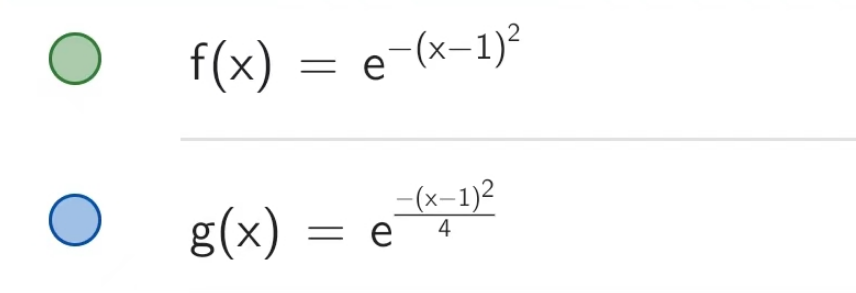 f(x) = e^{-(x-1)^2}
g(x) = e^{\frac{-(x-1)^2}{4}}